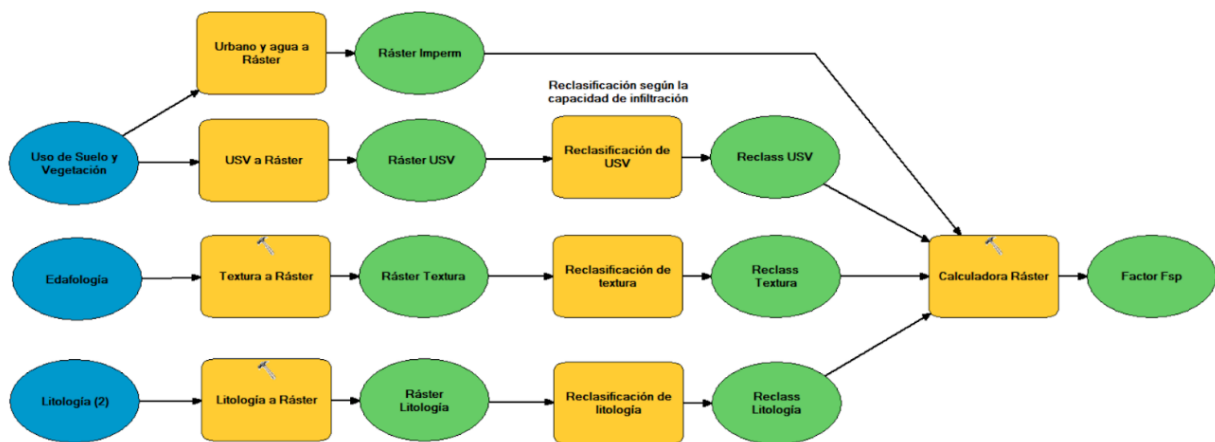 Urbano y agua a
Ráster
Ráster Imperm
Reclasificación según la
capacidad de infiltración
Uso de Suelo y
Vegetación
USV a Ráster
Ráster USV
Reclasificación de
USV
Reclass USV
Edafología
Textura a Ráster
Ráster Textura
Reclasificación de
textura
Reclass
Textura
Calculadora Ráster
Factor Fsp
Litología (2)
Litología a Ráster
Ráster
Litología
Reclasificación de
litología
Reclass
Litología